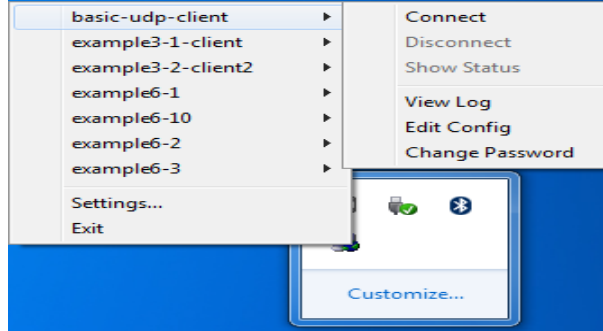 basic-udp-client
example3-1-client
example3-2-client2
example6-1
example6-10
example6-2
example6-3
Settings...
Exit
Connect
Disconnect
Show Status
View Log
Edit Config
Change Password
Customize...